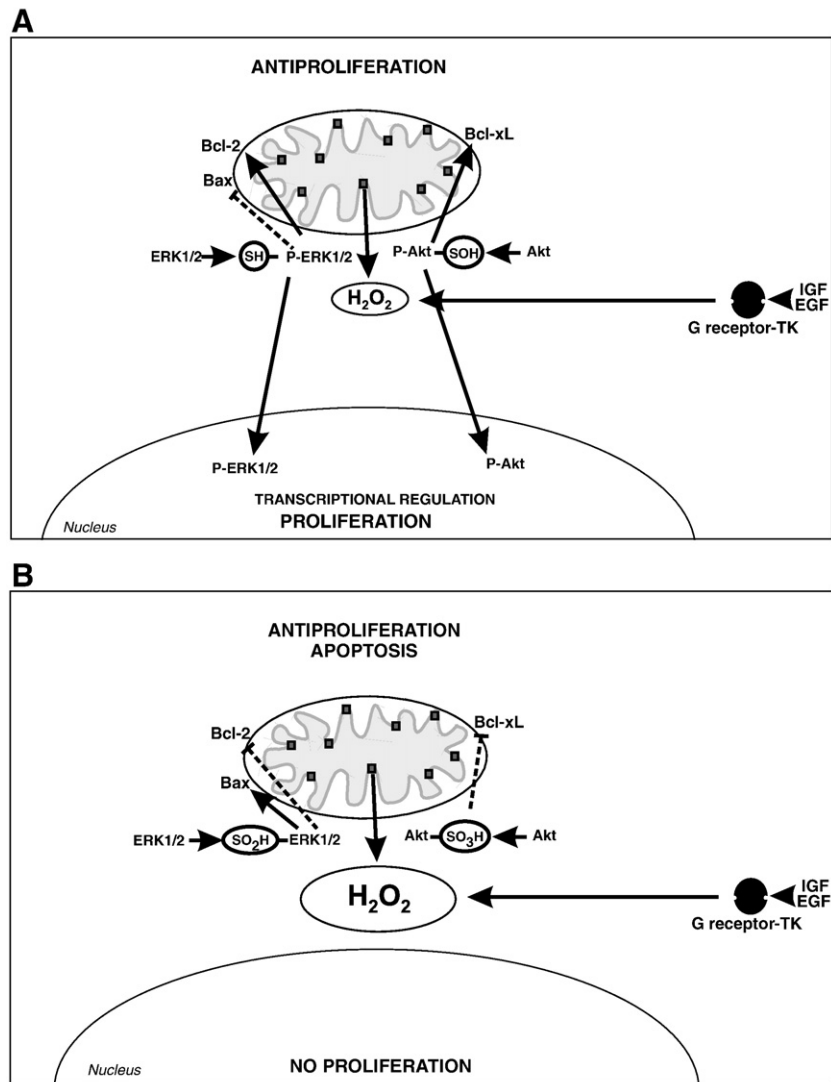 A
ANTIPROLIFERATION
Bcl-2
Bcl-xL
Bax
ERK1/2 SH P-ERK1/2 P-Akt SOH Akt
H2O2
IGF
EGF
G receptor-TK
P-ERK1/2 P-Akt
TRANSCRIPTIONAL REGULATION
PROLIFERATION
Nucleus
B
ANTIPROLIFERATION
APOPTOSIS
Bcl-2
Bcl-xL
Bax
ERK1/2 SO2H ERK1/2 Akt SO3H Akt
H2O2
IGF
EGF
G receptor-TK
Nucleus
NO PROLIFERATION